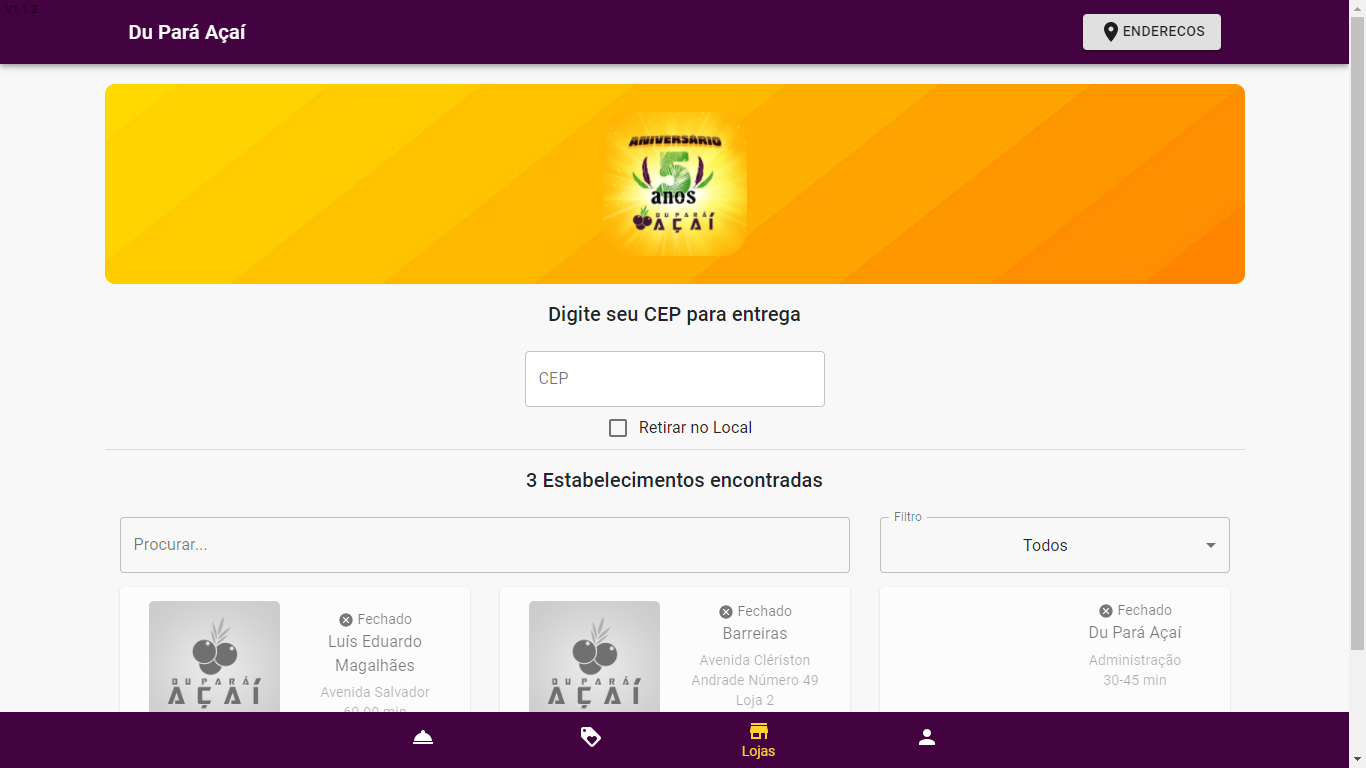 V1.1.2
Du Pará Açaí
ENDERECOS
ANIVERSÁRIO
5
anos
DU PARÁ
AÇAÍ
Digite seu CEP para entrega
CEP
Retirar no Local
3 Estabelecimentos encontradas
Procurar...
Filtro
Todos
DU PARÁ
AÇAÍ
Fechado
Luís Eduardo
Magalhães
Avenida Salvador
60-90 min
DU PARÁ
AÇAÍ
Fechado
Barreiras
Avenida Clériston
Andrade Número 49
Loja 2
Fechado
Du Pará Açaí
Administração
30-45 min
Lojas